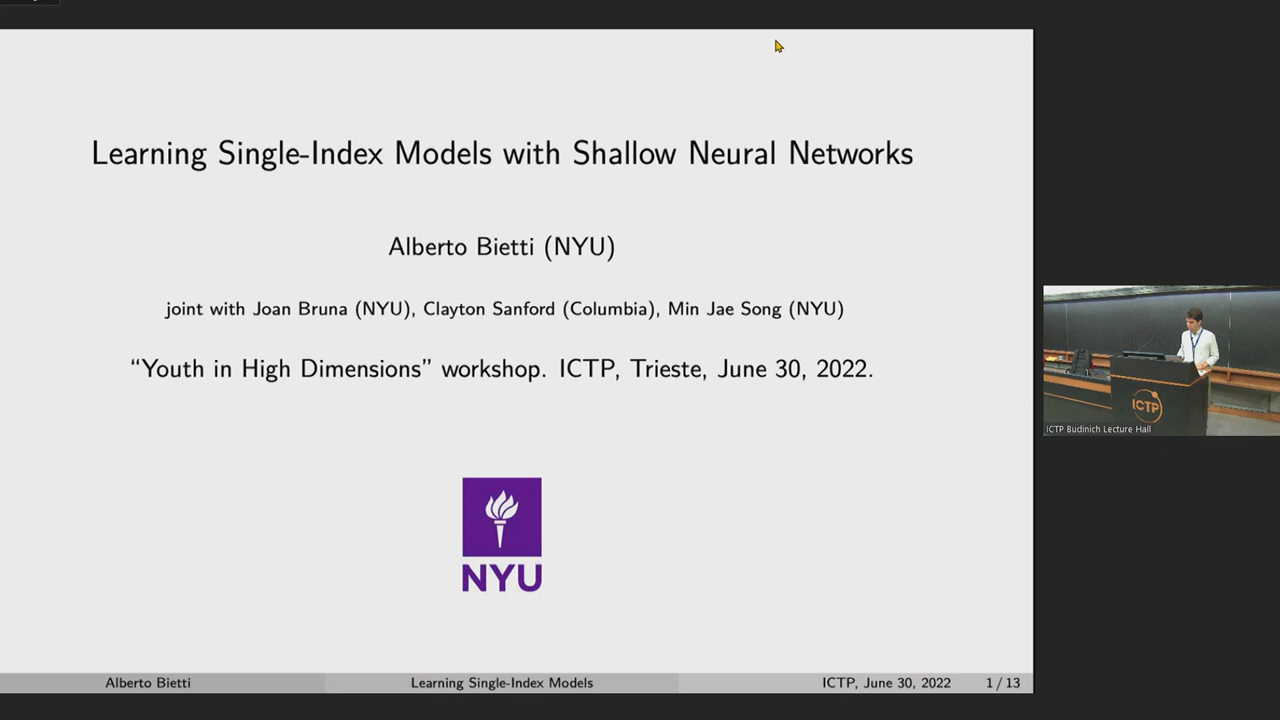 Learning Single-Index Models with Shallow Neural Networks
Alberto Bietti (NYU)
joint with Joan Bruna (NYU), Clayton Sanford (Columbia), Min Jae Song (NYU)
“Youth in High Dimensions” workshop. ICTP, Trieste, June 30, 2022.
NYU
ICTP
ICTP Budinich Lecture Hall
Alberto Bietti
Learning Single-Index Models
ICTP, June 30, 2022
1 / 13